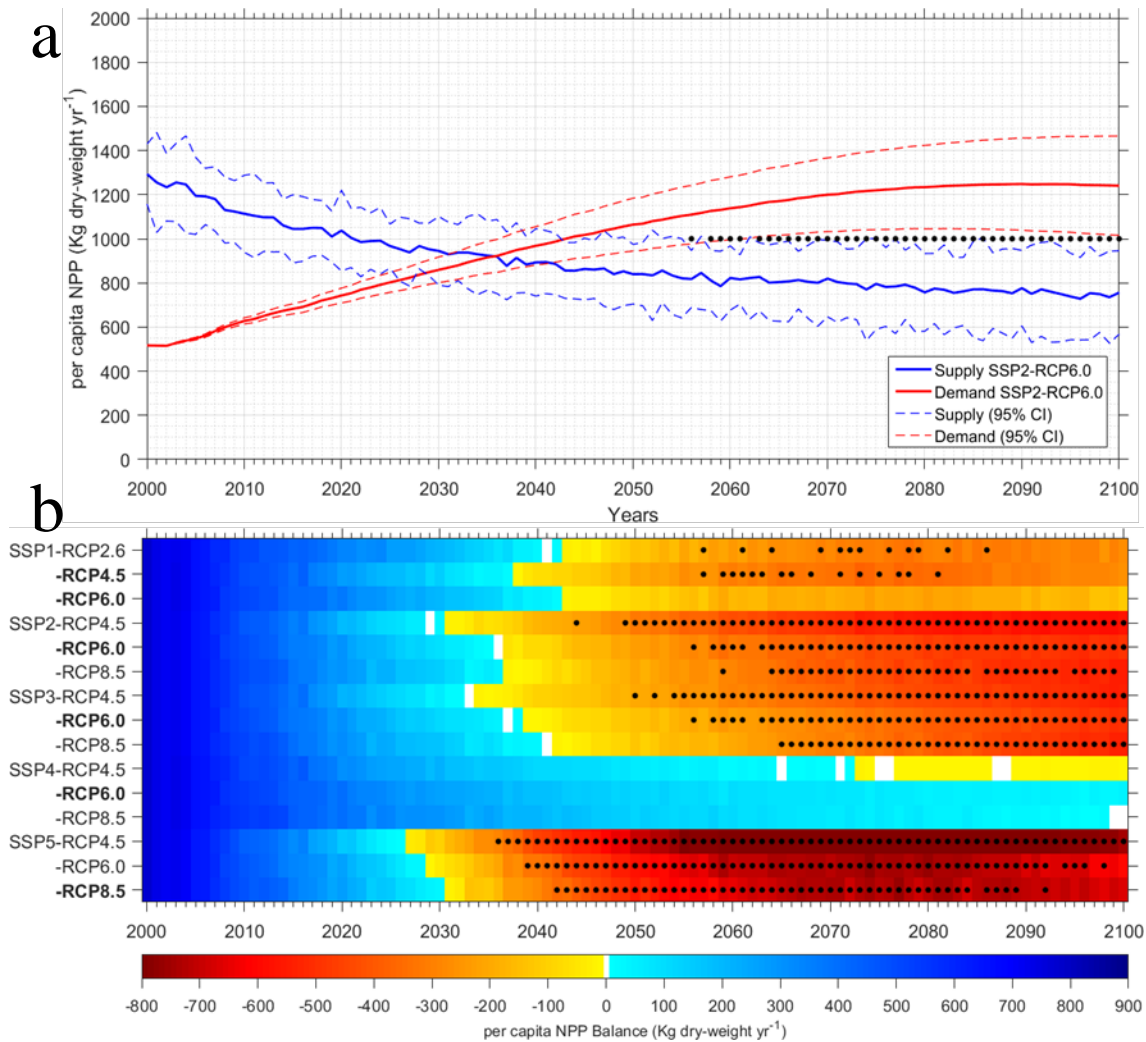 a
per capita NPP (Kg dry-weight yr-1)
2000
1800
1600
1400
1200
1000
800
600
400
200
0
Supply SSP2-RCP6.0
Demand SSP2-RCP6.0
Supply (95% CI)
Demand (95% CI)
2000 2010 2020 2030 2040 2050 2060 2070 2080 2090 2100
Years
b
SSP1-RCP2.6
-RCP4.5
-RCP6.0
SSP2-RCP4.5
-RCP6.0
-RCP8.5
SSP3-RCP4.5
-RCP6.0
-RCP8.5
SSP4-RCP4.5
-RCP6.0
-RCP8.5
SSP5-RCP4.5
-RCP6.0
-RCP8.5
2000 2010 2020 2030 2040 2050 2060 2070 2080 2090 2100
-800 -700 -600 -500 -400 -300 -200 -100 0 100 200 300 400 500 600 700 800 900
per capita NPP Balance (Kg dry-weight yr-1)